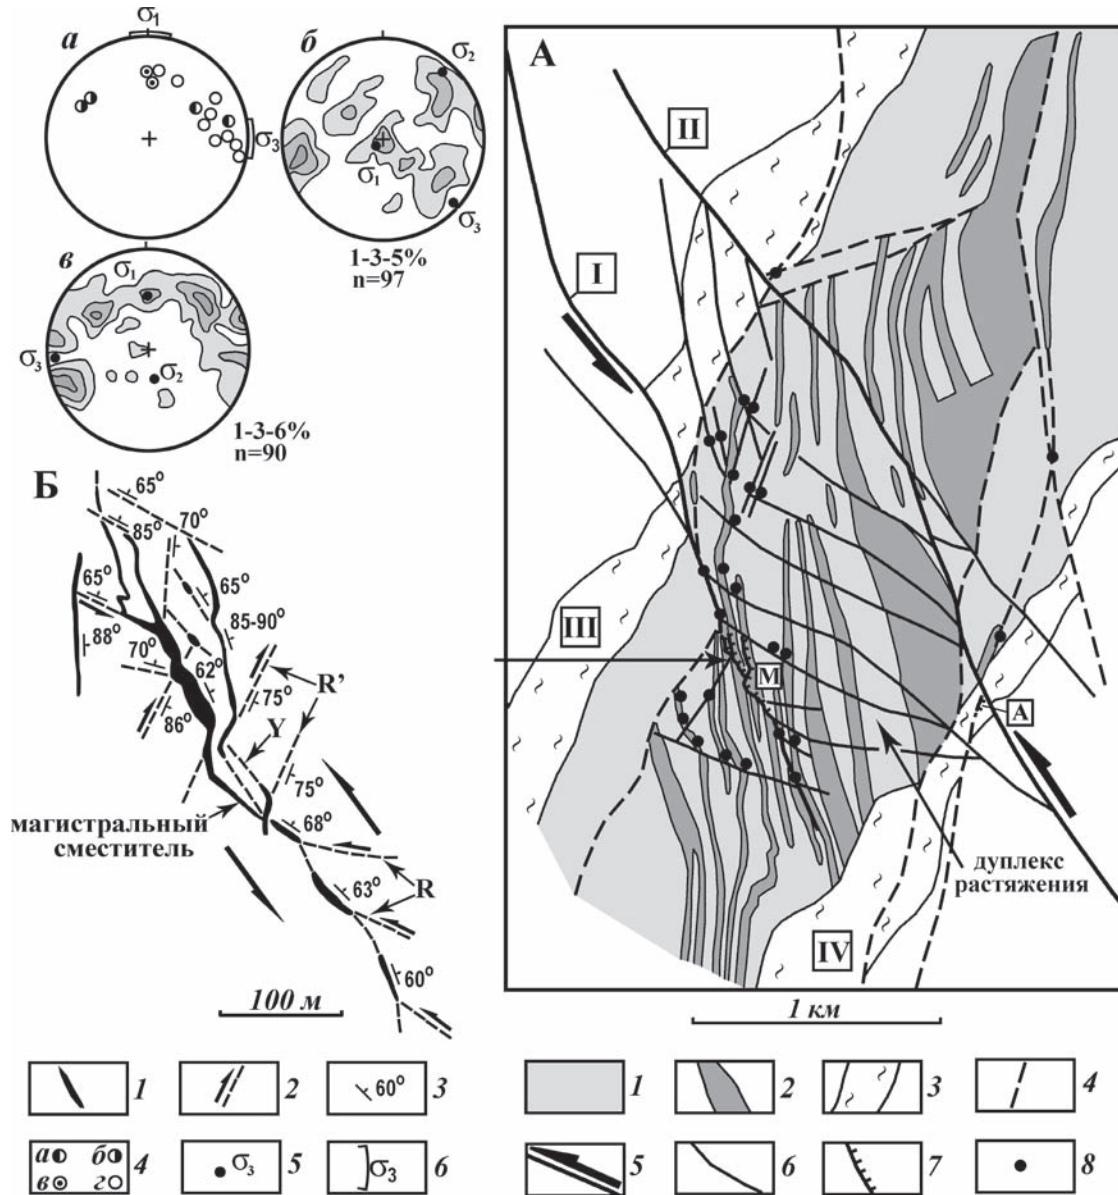 а
σ1
σ3
б
σ2
σ1
σ3
1-3-5%
n=97
в
σ1
σ3
σ2
1-3-6%
n=90
Б
65°
85°
70°
65°
65°
88°
85-90°
70°
62°
86°
75°
R’
Y
75°
магистральный
сместитель
68°
63°
R
60°
100 м
1
2
60°
3
а
б
в
г
4
σ3
5
σ3
6
А
II
I
III
М
А
дуплекс
растяжения
IV
1 км
1
2
~
3
4
5
6
7
8